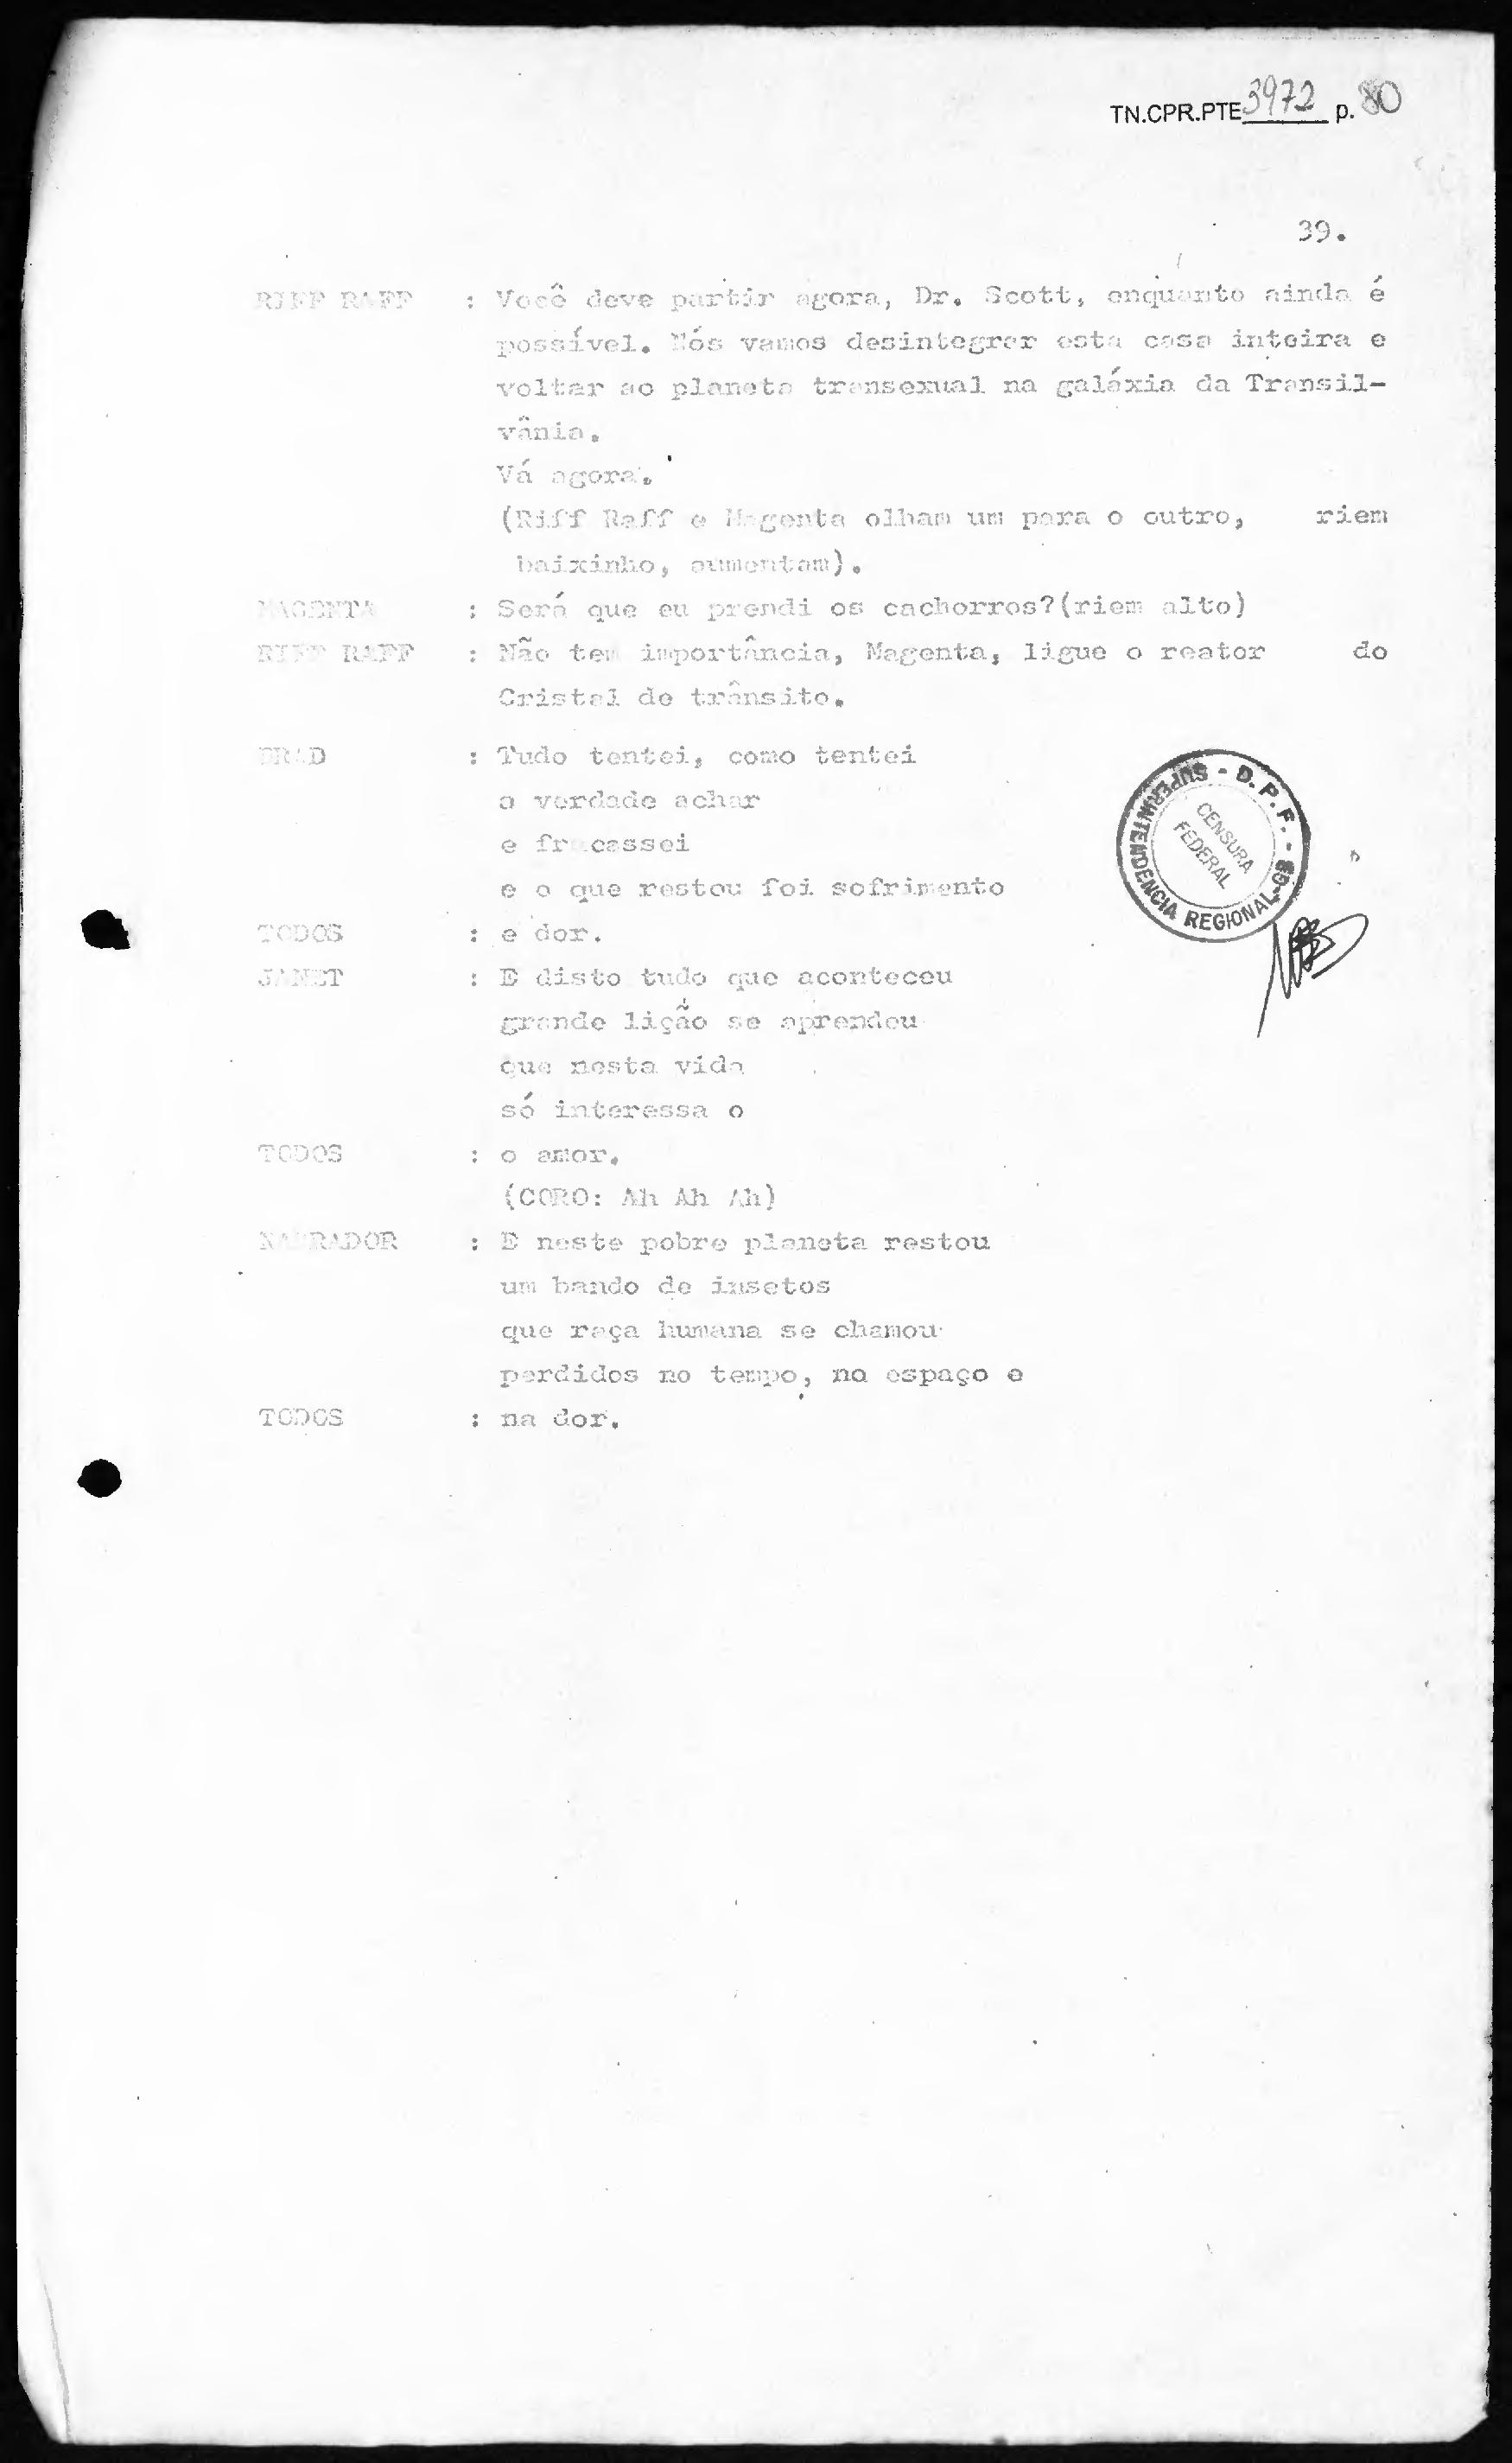 TN.CPR.PTE 3972 p. 80
39.
RIFF RAFF : Você deve partir agora, Dr. Scott, enquanto ainda é
possível. Nós vamos desintegrar esta casa inteira e
voltar ao planeta transexual na galáxia da Transil-
vânia.
Vá agora.
(Riff Raff e Magenta olham um para o outro, riem
baixinho, aumentam).
MAGENTA : Será que eu prendi os cachorros?(riem alto)
RIFF RAFF : Não tem importância, Magenta, ligue o reator do
Cristal de trânsito.
BRAD : Tudo tentei, como tentei
a verdade achar
e fracassei
e o que restou foi sofrimento
TODOS : e dor.
JANET : E disto tudo que aconteceu
grande lição se aprendeu
que nesta vida
só interessa o
TODOS : o amor.
(CORO: Ah Ah Ah)
NARRADOR : E neste pobre planeta restou
um bando de insetos
que raça humana se chamou
perdidos no tempo, no espaço e
TODOS : na dor.
D.P.F. - SUPERINTENDENCIA REGIONAL-GB
CENSURA
FEDERAL